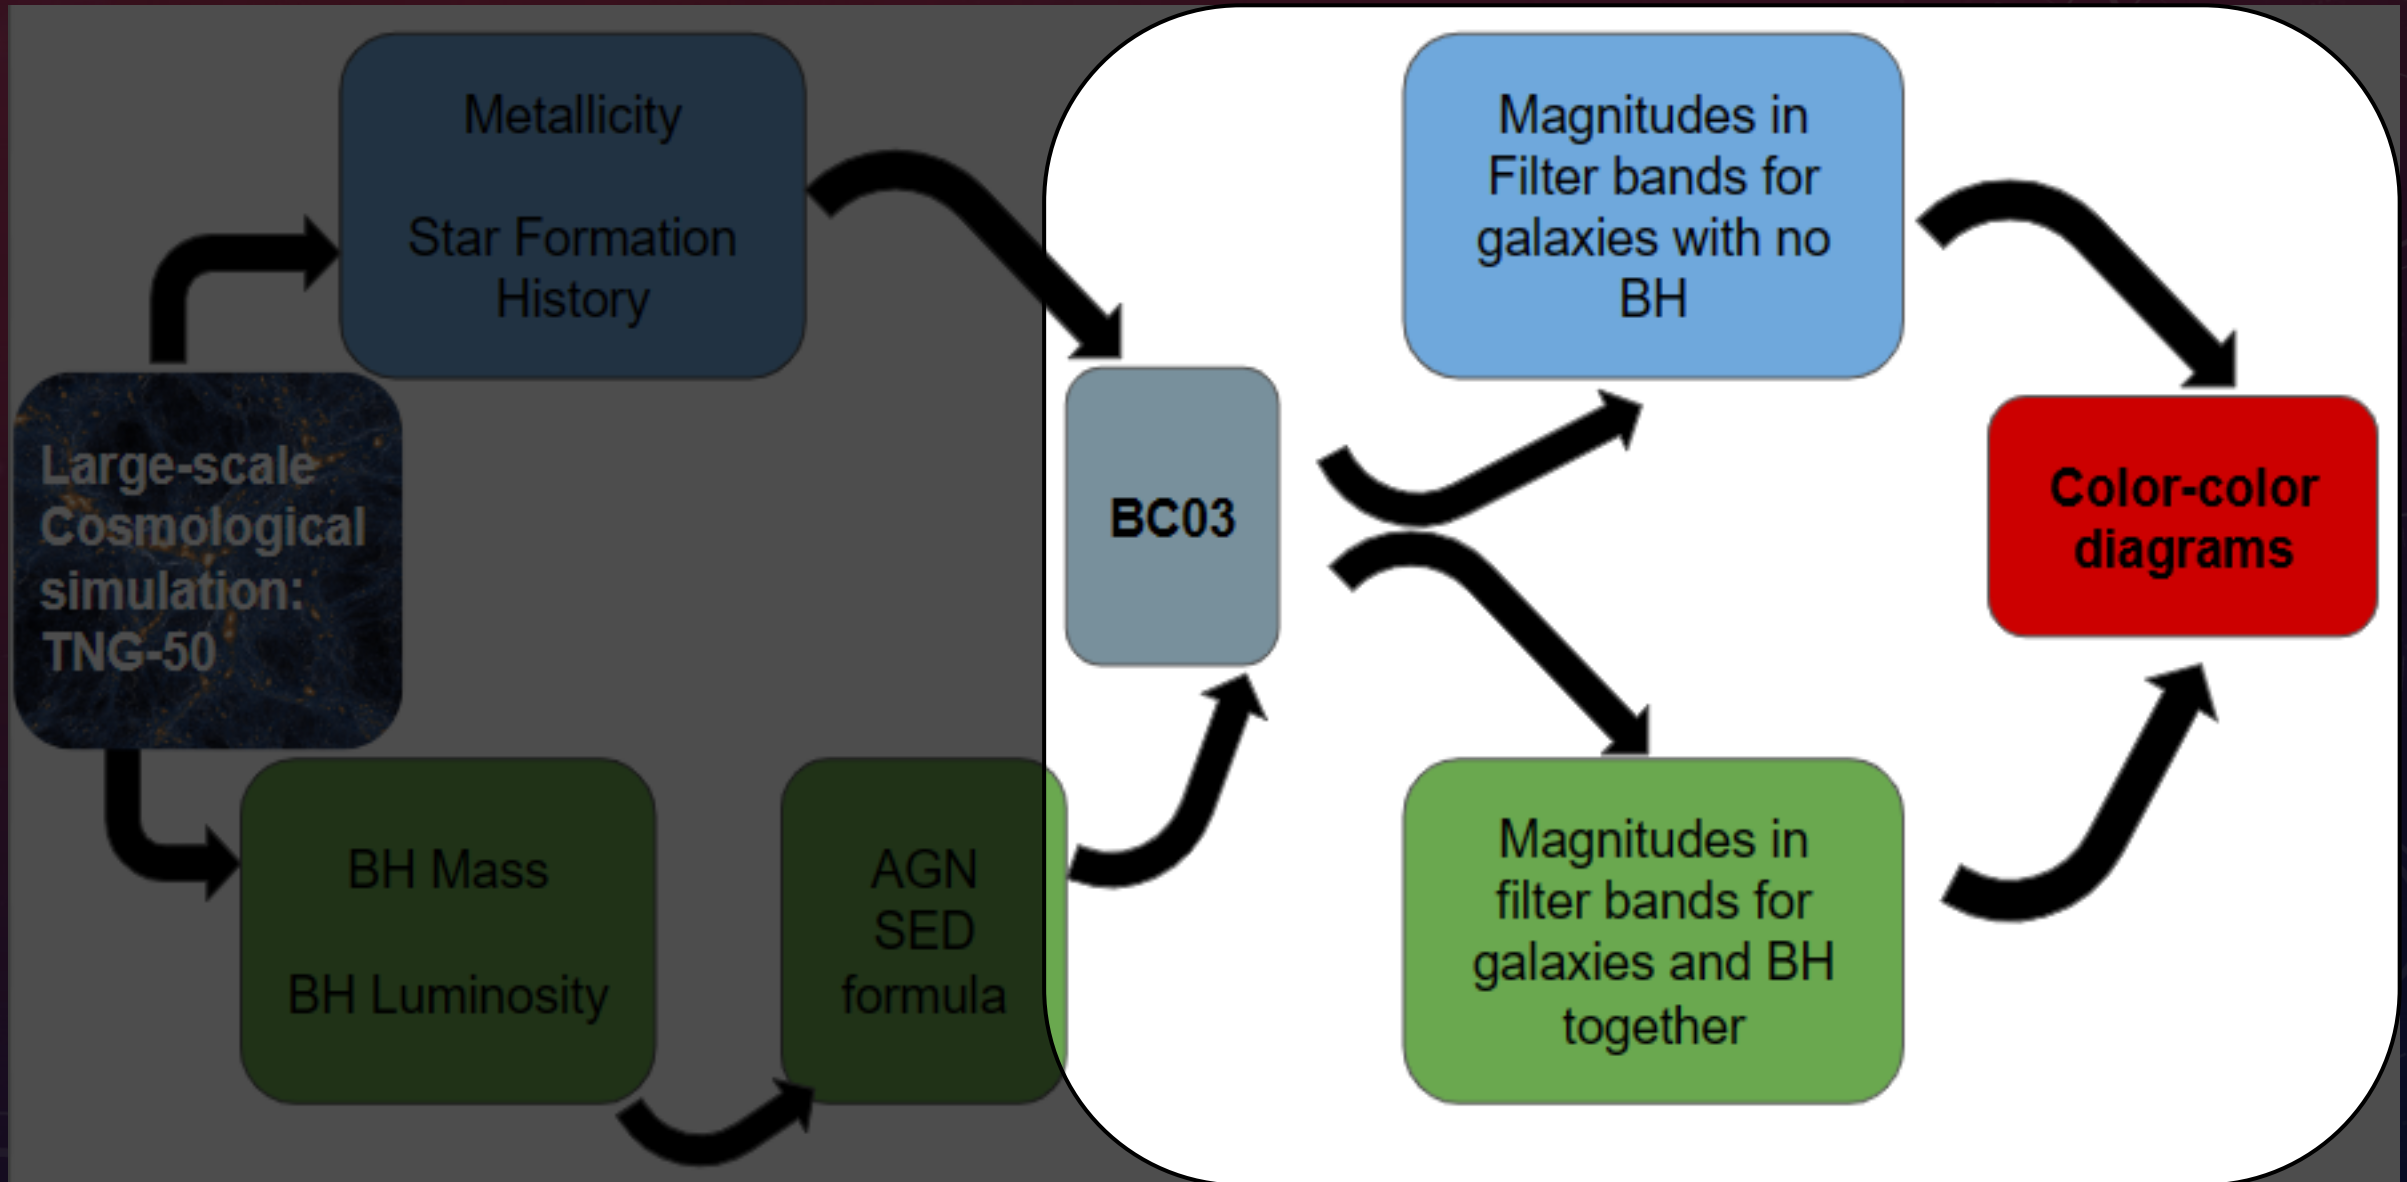 Metallicity
Star Formation
History
Large-scale
Cosmological
simulation:
TNG-50
BH Mass
BH Luminosity
AGN
SED
formula
BC03
Magnitudes in
Filter bands for
galaxies with no
BH
Magnitudes in
filter bands for
galaxies and BH
together
Color-color
diagrams